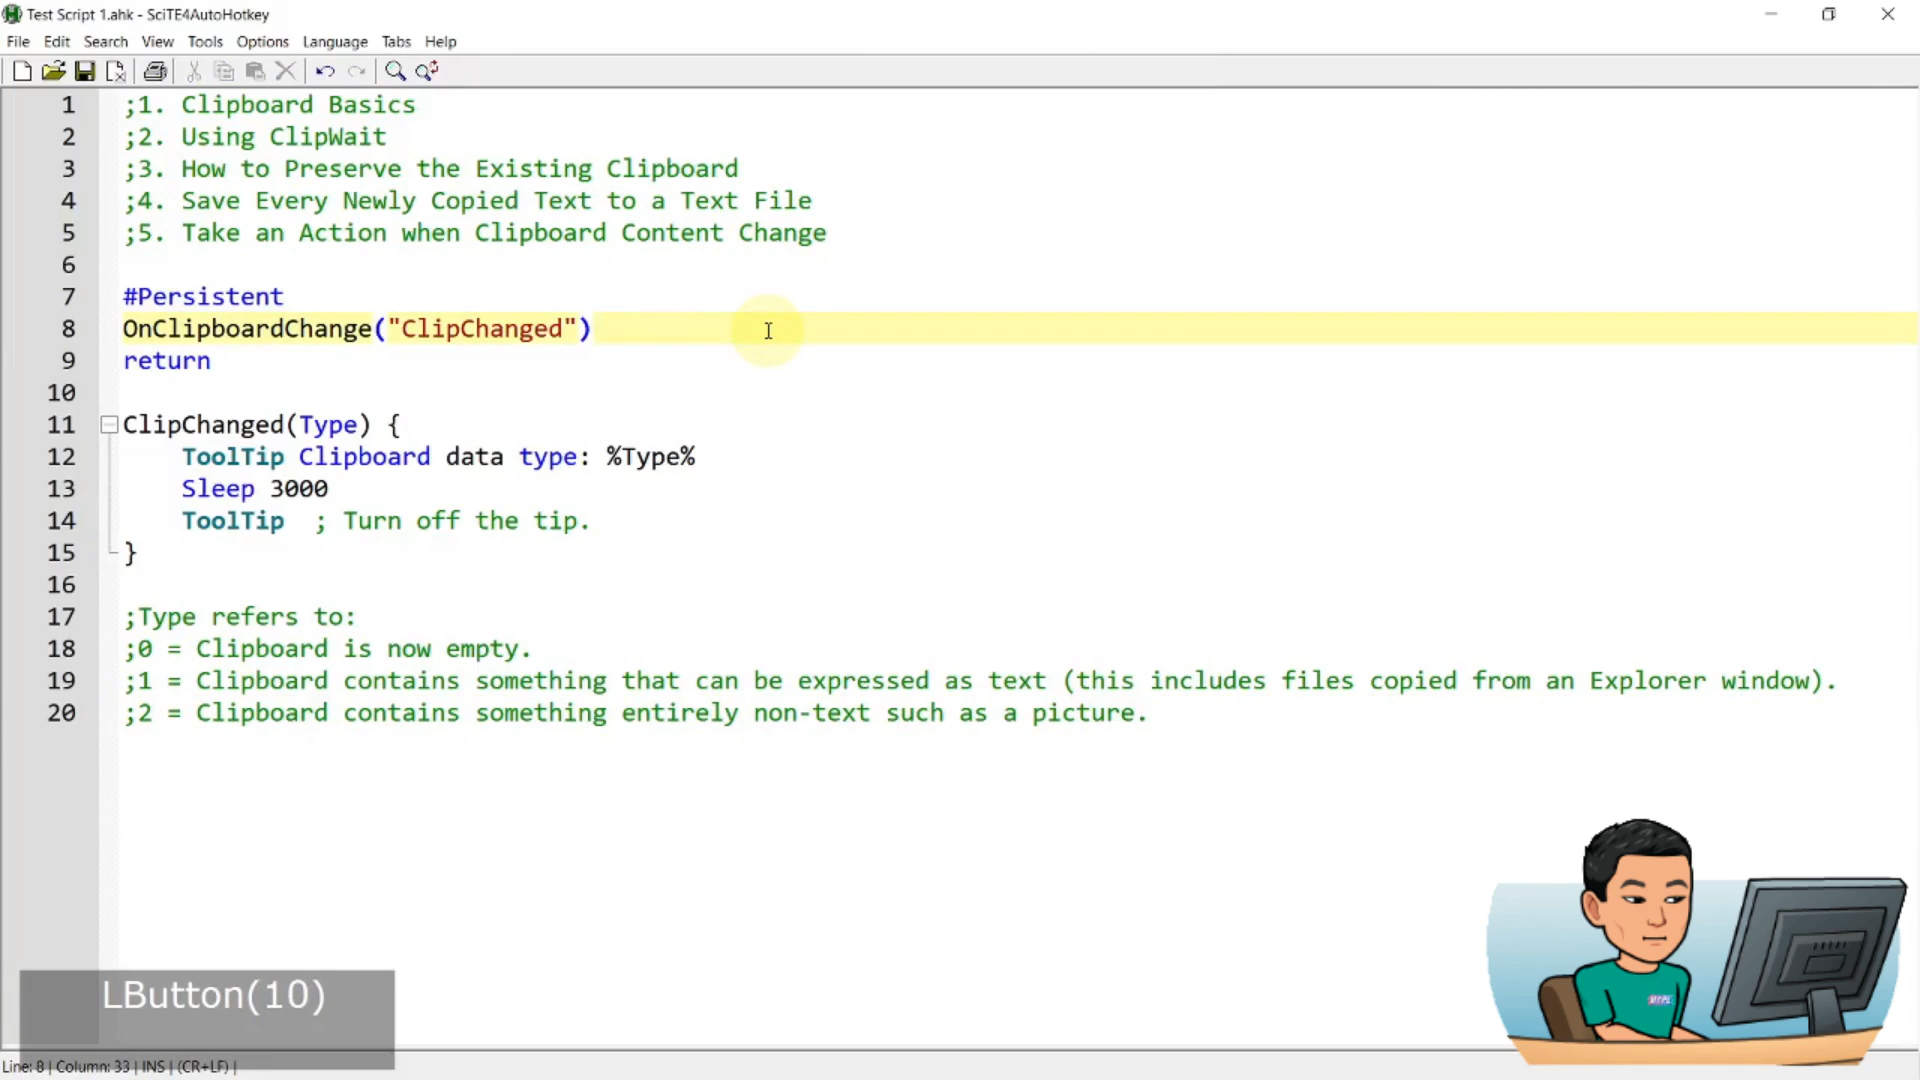 Test Script 1.ahk - SciTE4AutoHotkey
File Edit Search View Tools Options Language Tabs Help
1 ;1. Clipboard Basics
2 ;2. Using ClipWait
3 ;3. How to Preserve the Existing Clipboard
4 ;4. Save Every Newly Copied Text to a Text File
5 ;5. Take an Action when Clipboard Content Change
6
7 #Persistent
8 OnClipboardChange("ClipChanged")
9 return
10
11 ClipChanged(Type) {
12 ToolTip Clipboard data type: %Type%
13 Sleep 3000
14 ToolTip ; Turn off the tip.
15 }
16
17 ;Type refers to:
18 ;0 = Clipboard is now empty.
19 ;1 = Clipboard contains something that can be expressed as text (this includes files copied from an Explorer window).
20 ;2 = Clipboard contains something entirely non-text such as a picture.
LButton(10)
Line: 8 | Column: 33 | INS | (CR+LF) |